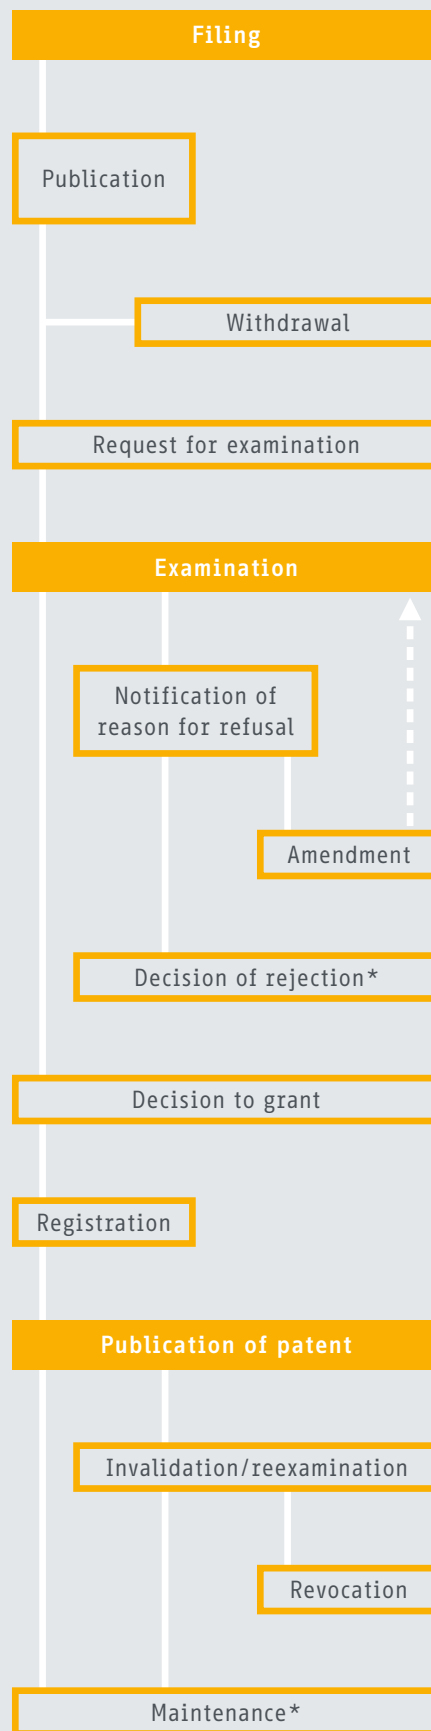 Filing
Publication
Withdrawal
Request for examination
Examination
Notification of
reason for refusal
Amendment
Decision of rejection*
Decision to grant
Registration
Publication of patent
Invalidation/reexamination
Revocation
Maintenance*